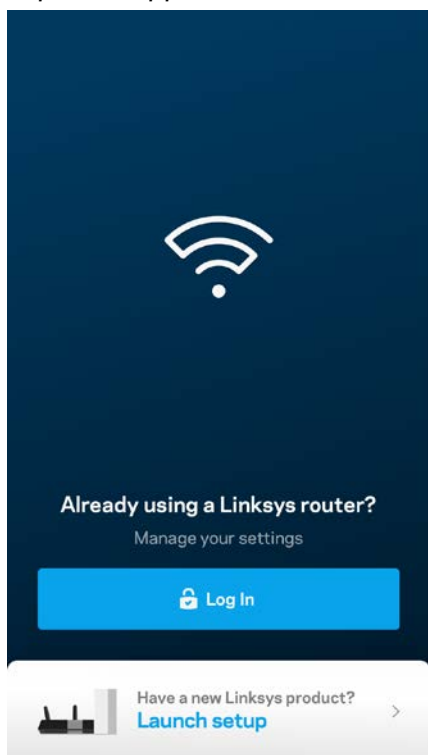 Already using a Linksys router?
Manage your settings
Log In
Have a new Linksys product?
Launch setup